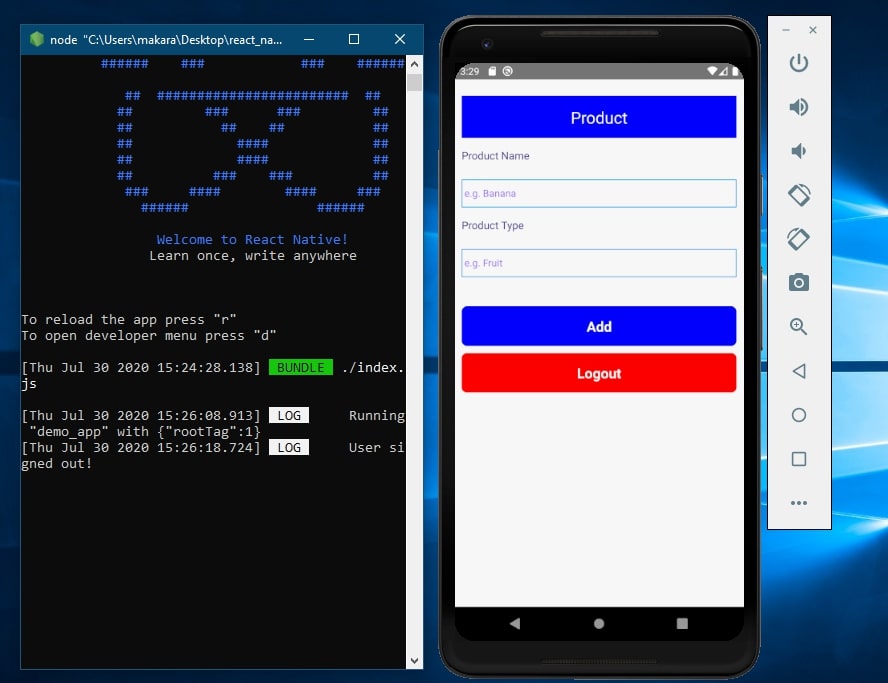 node "C:\Users\makara\Desktop\react_na...
###### ### ### ######
## ######################## ##
## ### ### ##
## ## ## ##
## #### ##
## #### ##
## ### ### ##
### #### #### ###
###### ######
Welcome to React Native!
Learn once, write anywhere
To reload the app press "r"
To open developer menu press "d"
[Thu Jul 30 2020 15:24:28.138] BUNDLE ./index.
js
[Thu Jul 30 2020 15:26:08.913] LOG Running
"demo_app" with {"rootTag":1}
[Thu Jul 30 2020 15:26:18.724] LOG User si
gned out!
3:29
Product
Product Name
e.g. Banana
Product Type
e.g. Fruit
Add
Logout